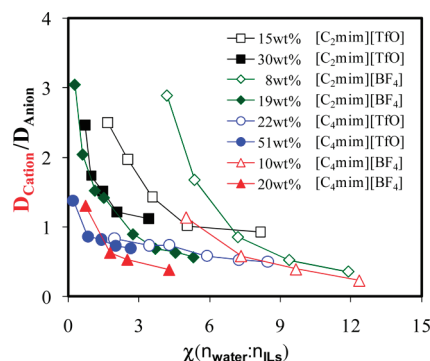 4
3
2
1
0
D_Cation/D_Anion
15wt% [C₂mim][TfO]
30wt% [C₂mim][TfO]
8wt% [C₂mim][BF₄]
19wt% [C₂mim][BF₄]
22wt% [C₄mim][TfO]
51wt% [C₄mim][TfO]
10wt% [C₄mim][BF₄]
20wt% [C₄mim][BF₄]
0 3 6 9 12 15
χ(n_water:n_ILs)